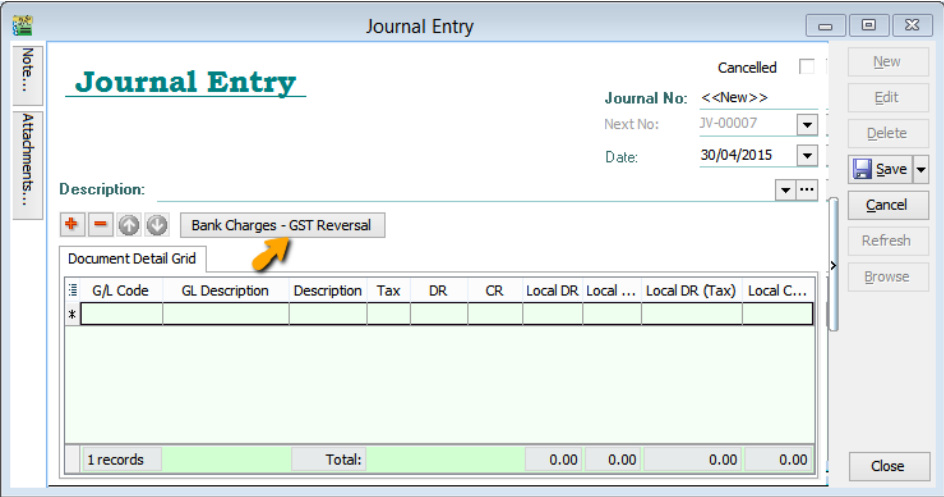 Journal Entry
Note...
Attachments...
Journal Entry
Cancelled
Journal No: <<New>>
Next No: JV-00007
Date: 30/04/2015
Description:
Bank Charges - GST Reversal
Document Detail Grid
G/L Code GL Description Description Tax DR CR Local DR Local ... Local DR (Tax) Local C...
1 records Total: 0.00 0.00 0.00 0.00
New
Edit
Delete
Save
Cancel
Refresh
Browse
Close